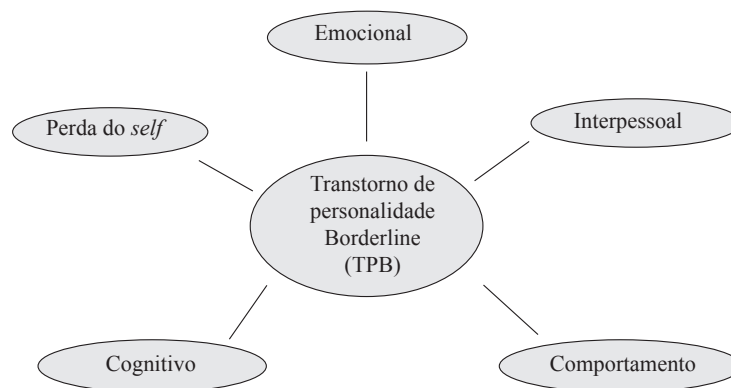 Emocional
Perda do self
Interpessoal
Transtorno de
personalidade
Borderline
(TPB)
Cognitivo
Comportamento